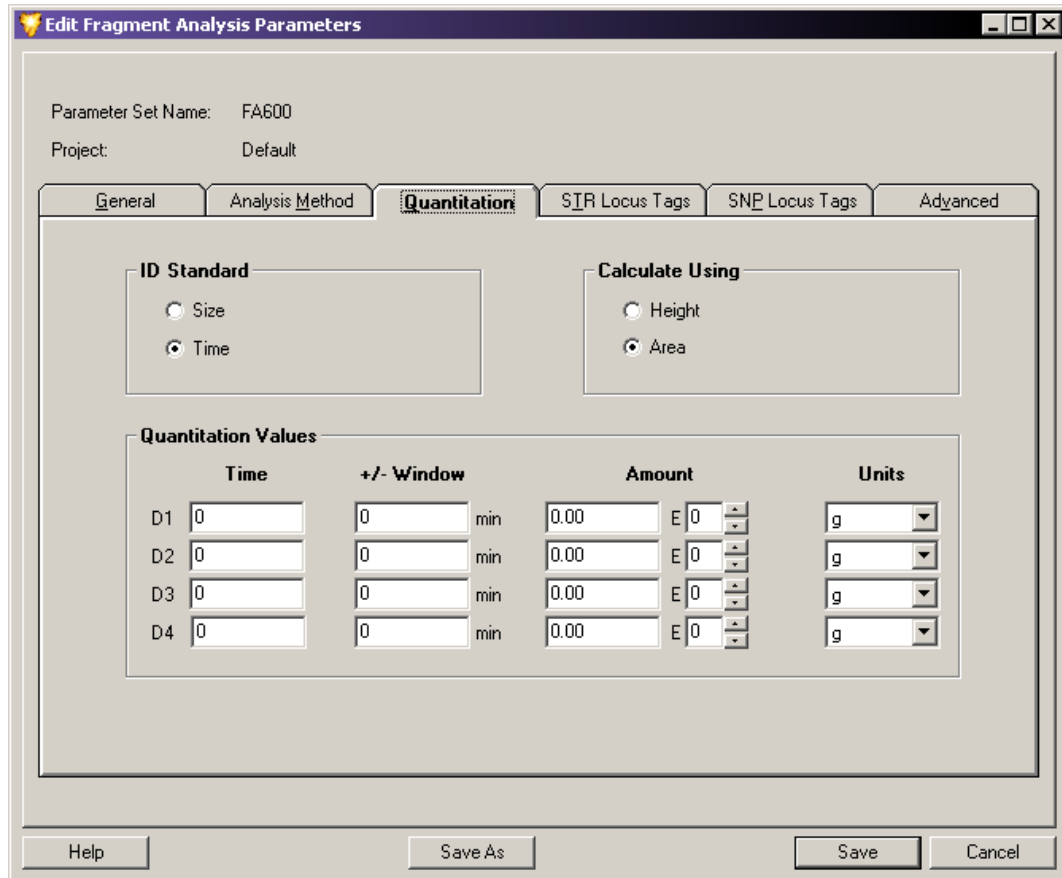 Edit Fragment Analysis Parameters
Parameter Set Name: FA600
Project: Default
General Analysis Method Quantitation STR Locus Tags SNP Locus Tags Advanced
ID Standard Calculate Using
Size Height
Time Area
Quantitation Values
Time +/- Window Amount Units
D1 0 0 min 0.00 E 0 g
D2 0 0 min 0.00 E 0 g
D3 0 0 min 0.00 E 0 g
D4 0 0 min 0.00 E 0 g
Help Save As Save Cancel